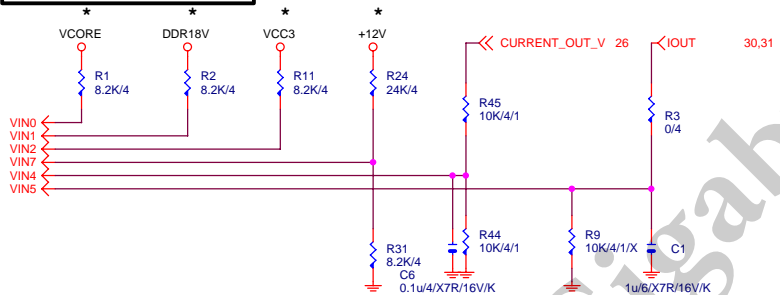 * * * *
VCORE DDR18V VCC3 +12V
CURRENT_OUT_V 26 IOUT 30,31
R1 8.2K/4
R2 8.2K/4
R11 8.2K/4
R24 24K/4
R45 10K/4/1
R3 0/4
VIN0
VIN1
VIN2
VIN7
VIN4
VIN5
R31 8.2K/4
C6 0.1u/4/X7R/16V/K
R44 10K/4/1
R9 10K/4/1/X
C1 1u/6/X7R/16V/K
Gigab